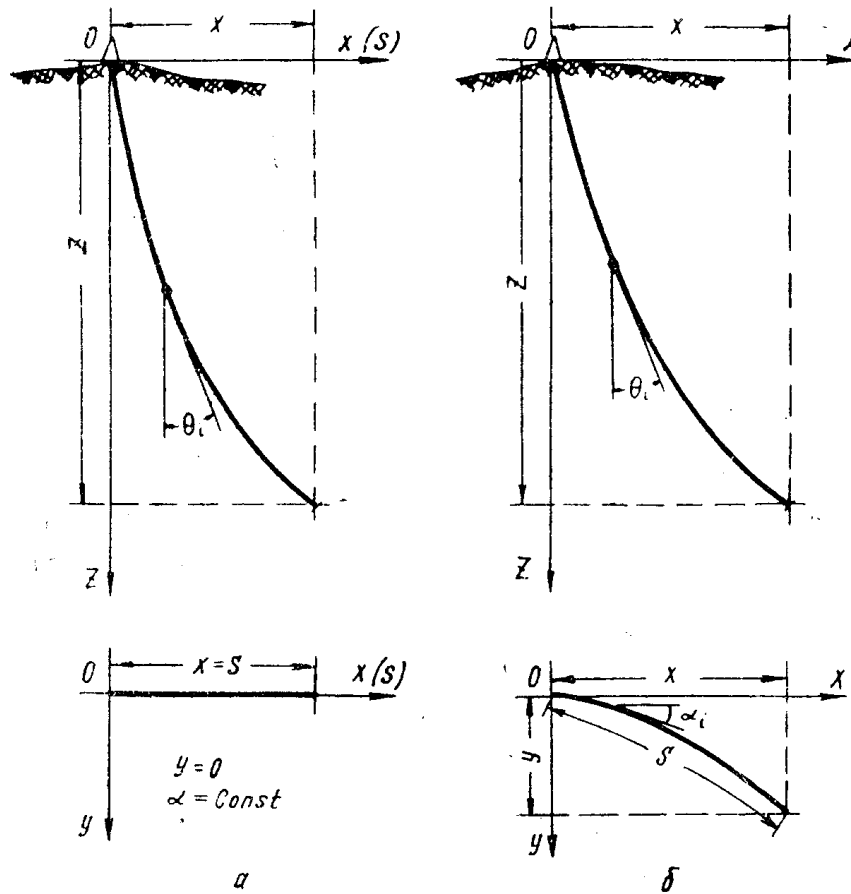 0 x x (s)
z
θi
z
0 x
z
θi
z
0 x = s x (s)
y = 0
α = Const
y
а
0 x x
αi
s
y
y
б